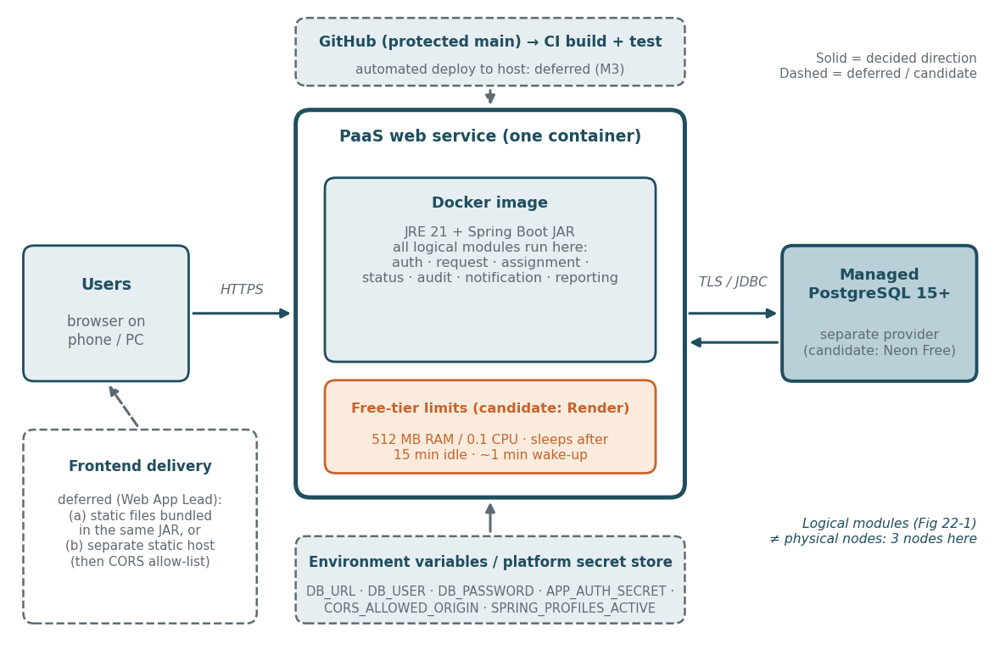 GitHub (protected main) → CI build + test
automated deploy to host: deferred (M3)
Solid = decided direction
Dashed = deferred / candidate
PaaS web service (one container)
Docker image
JRE 21 + Spring Boot JAR
all logical modules run here:
auth · request · assignment ·
status · audit · notification · reporting
Users
browser on
phone / PC
HTTPS
TLS / JDBC
Managed
PostgreSQL 15+
separate provider
(candidate: Neon Free)
Free-tier limits (candidate: Render)
512 MB RAM / 0.1 CPU · sleeps after
15 min idle · ~1 min wake-up
Frontend delivery
deferred (Web App Lead):
(a) static files bundled
in the same JAR, or
(b) separate static host
(then CORS allow-list)
Logical modules (Fig 22-1)
≠ physical nodes: 3 nodes here
Environment variables / platform secret store
DB_URL · DB_USER · DB_PASSWORD · APP_AUTH_SECRET ·
CORS_ALLOWED_ORIGIN · SPRING_PROFILES_ACTIVE